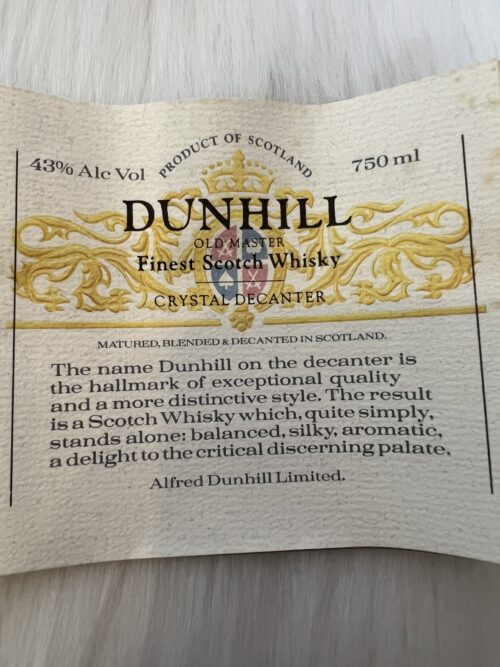 PRODUCT OF SCOTLAND
43% Alc Vol 750 ml
DUNHILL
OLD MASTER
Finest Scotch Whisky
CRYSTAL DECANTER
MATURED, BLENDED & DECANTED IN SCOTLAND.
The name Dunhill on the decanter is
the hallmark of exceptional quality
and a more distinctive style. The result
is a Scotch Whisky which, quite simply,
stands alone: balanced, silky, aromatic,
a delight to the critical discerning palate.
Alfred Dunhill Limited.